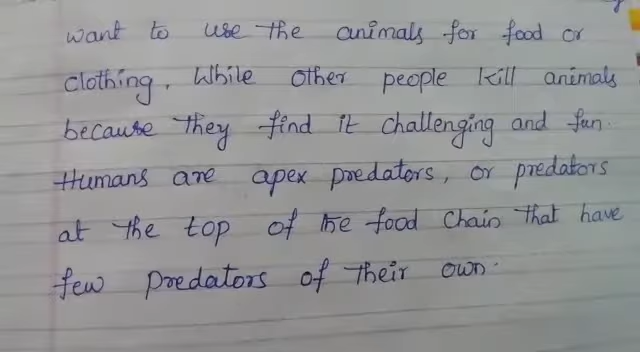 want to use the animals for food or
clothing. While other people kill animals
because they find it challenging and fun.
Humans are apex predators, or predators
at the top of the food chain that have
few predators of their own.